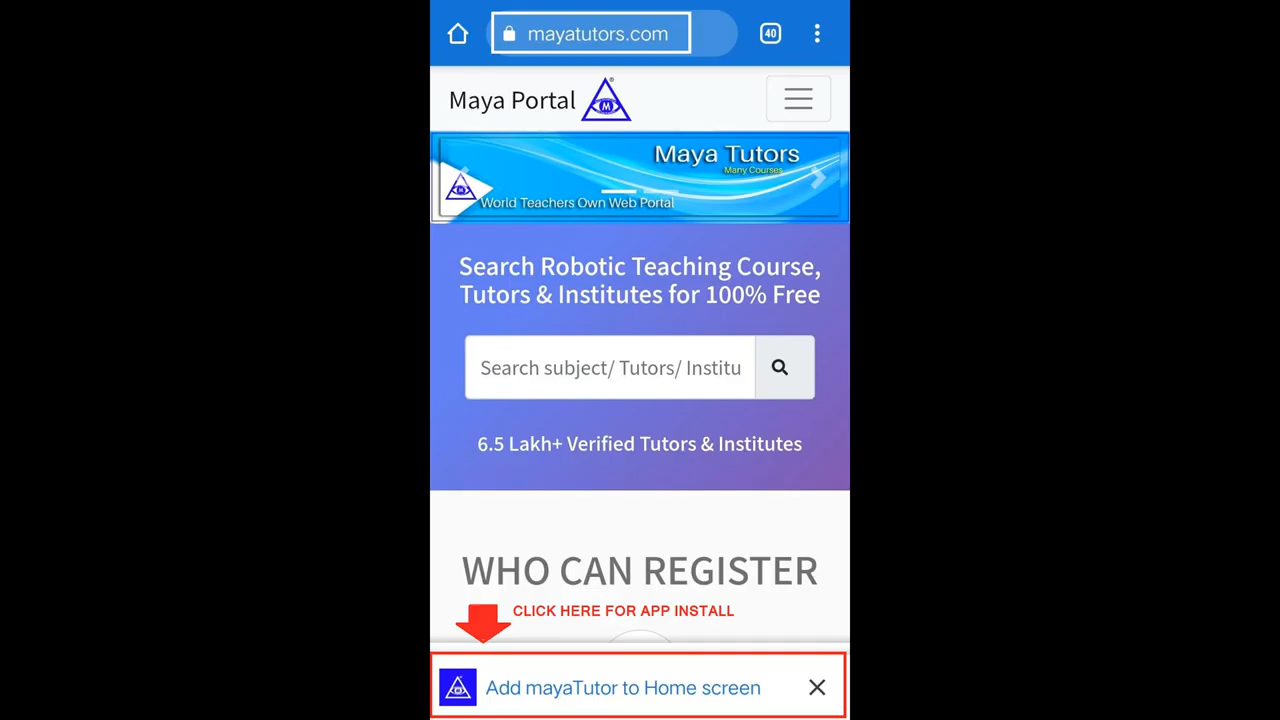 mayatutors.com
40
Maya Portal
M
Maya Tutors
Many Courses
World Teachers Own Web Portal
Search Robotic Teaching Course,
Tutors & Institutes for 100% Free
Search subject/ Tutors/ Institu
6.5 Lakh+ Verified Tutors & Institutes
WHO CAN REGISTER
CLICK HERE FOR APP INSTALL
Add mayaTutor to Home screen